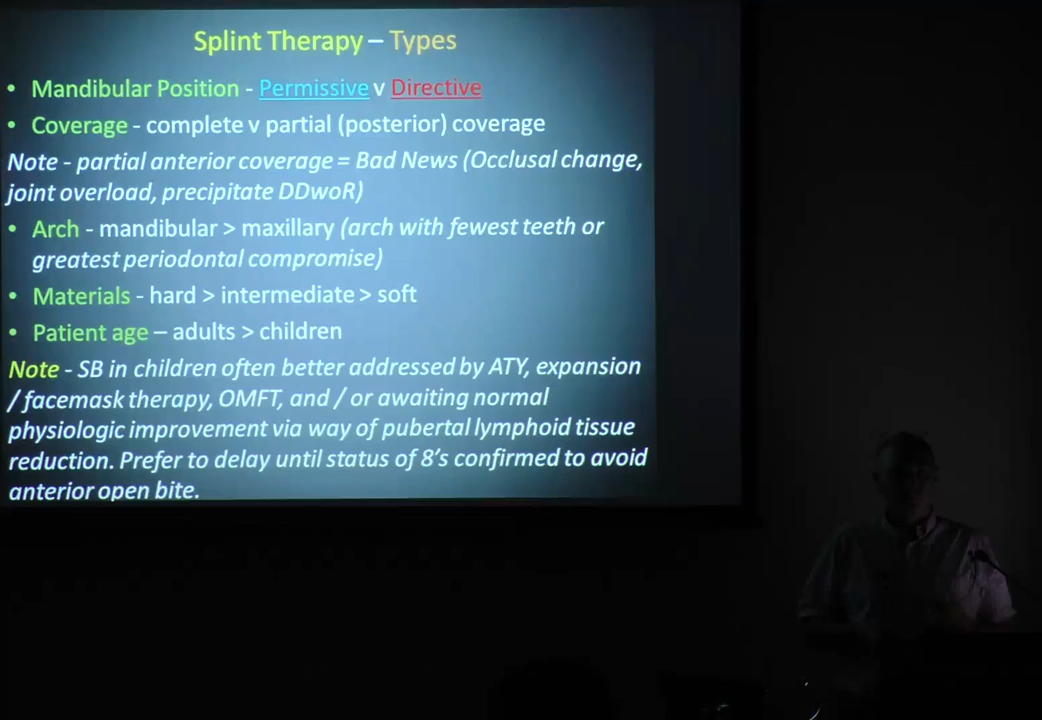 Splint Therapy – Types
• Mandibular Position - Permissive v Directive
• Coverage - complete v partial (posterior) coverage
Note - partial anterior coverage = Bad News (Occlusal change,
joint overload, precipitate DDwoR)
• Arch - mandibular > maxillary (arch with fewest teeth or
greatest periodontal compromise)
• Materials - hard > intermediate > soft
• Patient age – adults > children
Note - SB in children often better addressed by ATY, expansion
/ facemask therapy, OMFT, and / or awaiting normal
physiologic improvement via way of pubertal lymphoid tissue
reduction. Prefer to delay until status of 8's confirmed to avoid
anterior open bite.